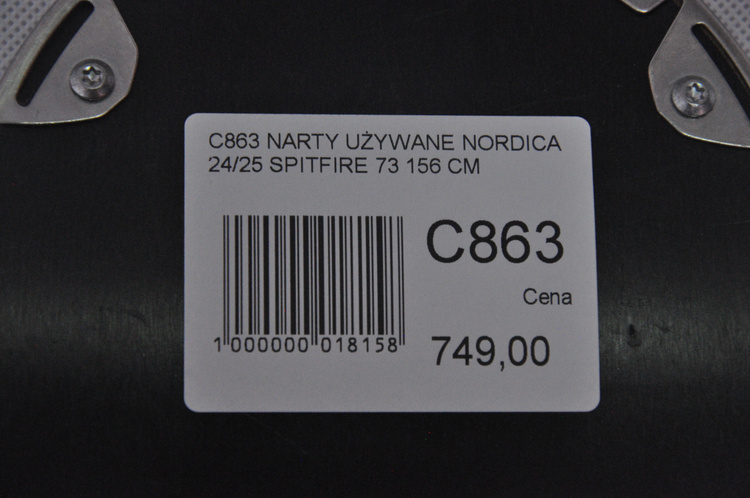 C863 NARTY UŻYWANE NORDICA
24/25 SPITFIRE 73 156 CM
C863
Cena
1 000000 018158
749,00